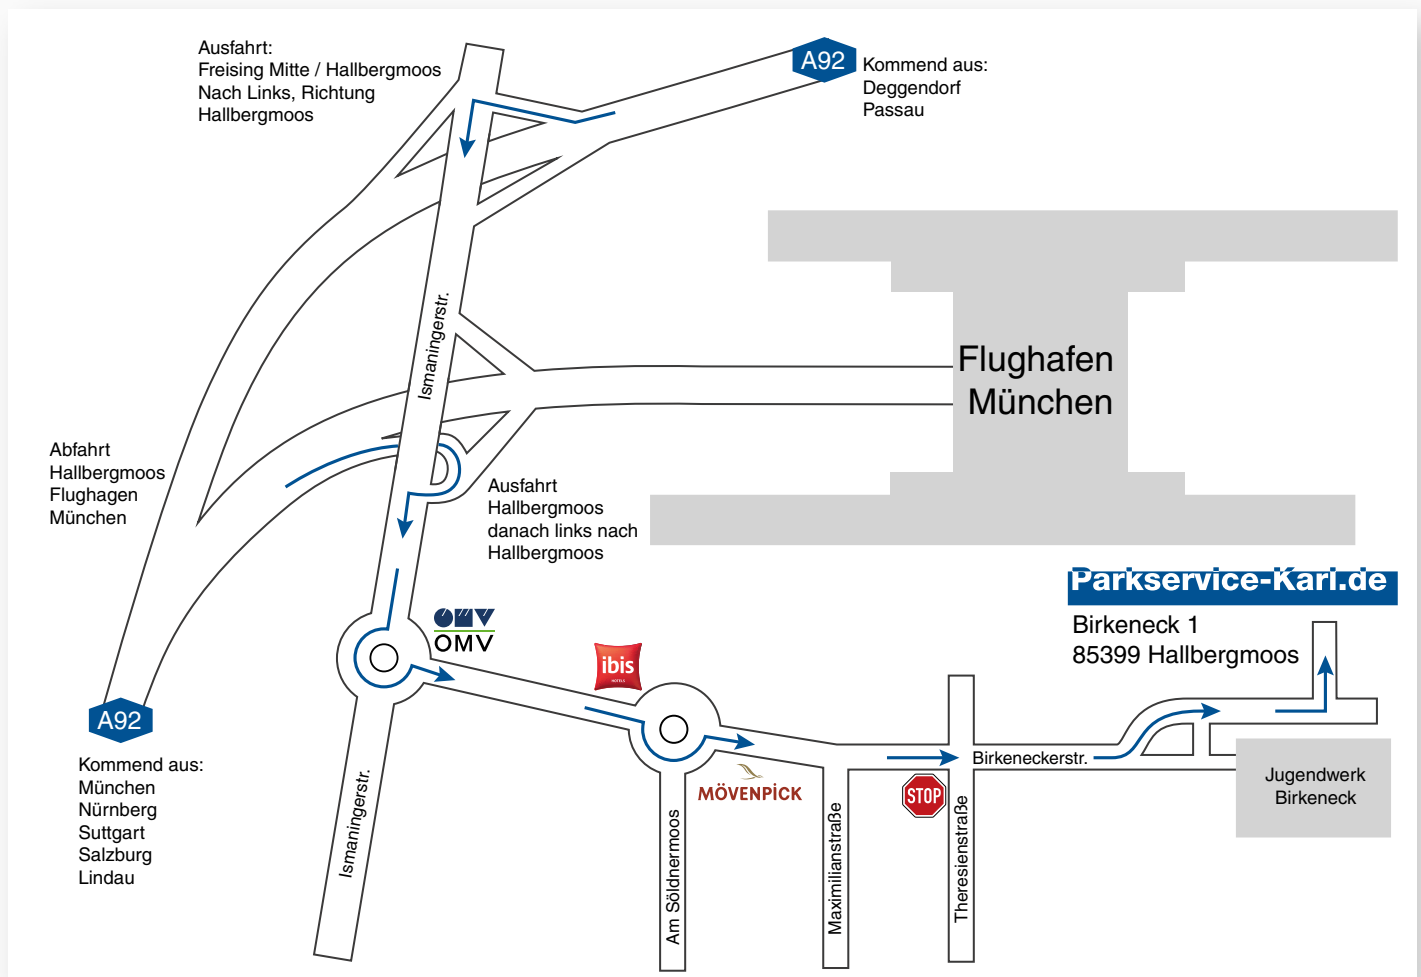 Ausfahrt:
Freising Mitte / Hallbergmoos
Nach Links, Richtung
Hallbergmoos
A92
Kommend aus:
Deggendorf
Passau
Ismaningerstr.
Flughafen
München
Abfahrt
Hallbergmoos
Flughagen
München
Ausfahrt
Hallbergmoos
danach links nach
Hallbergmoos
Parkservice-Karl.de
Birkeneck 1
85399 Hallbergmoos
OMV
OMV
ibis
HOTELS
A92
Kommend aus:
München
Nürnberg
Suttgart
Salzburg
Lindau
Ismaningerstr.
Am Söldnermoos
MÖVENPICK
Maximilianstraße
STOP
Theresienstraße
Birkeneckerstr.
Jugendwerk
Birkeneck